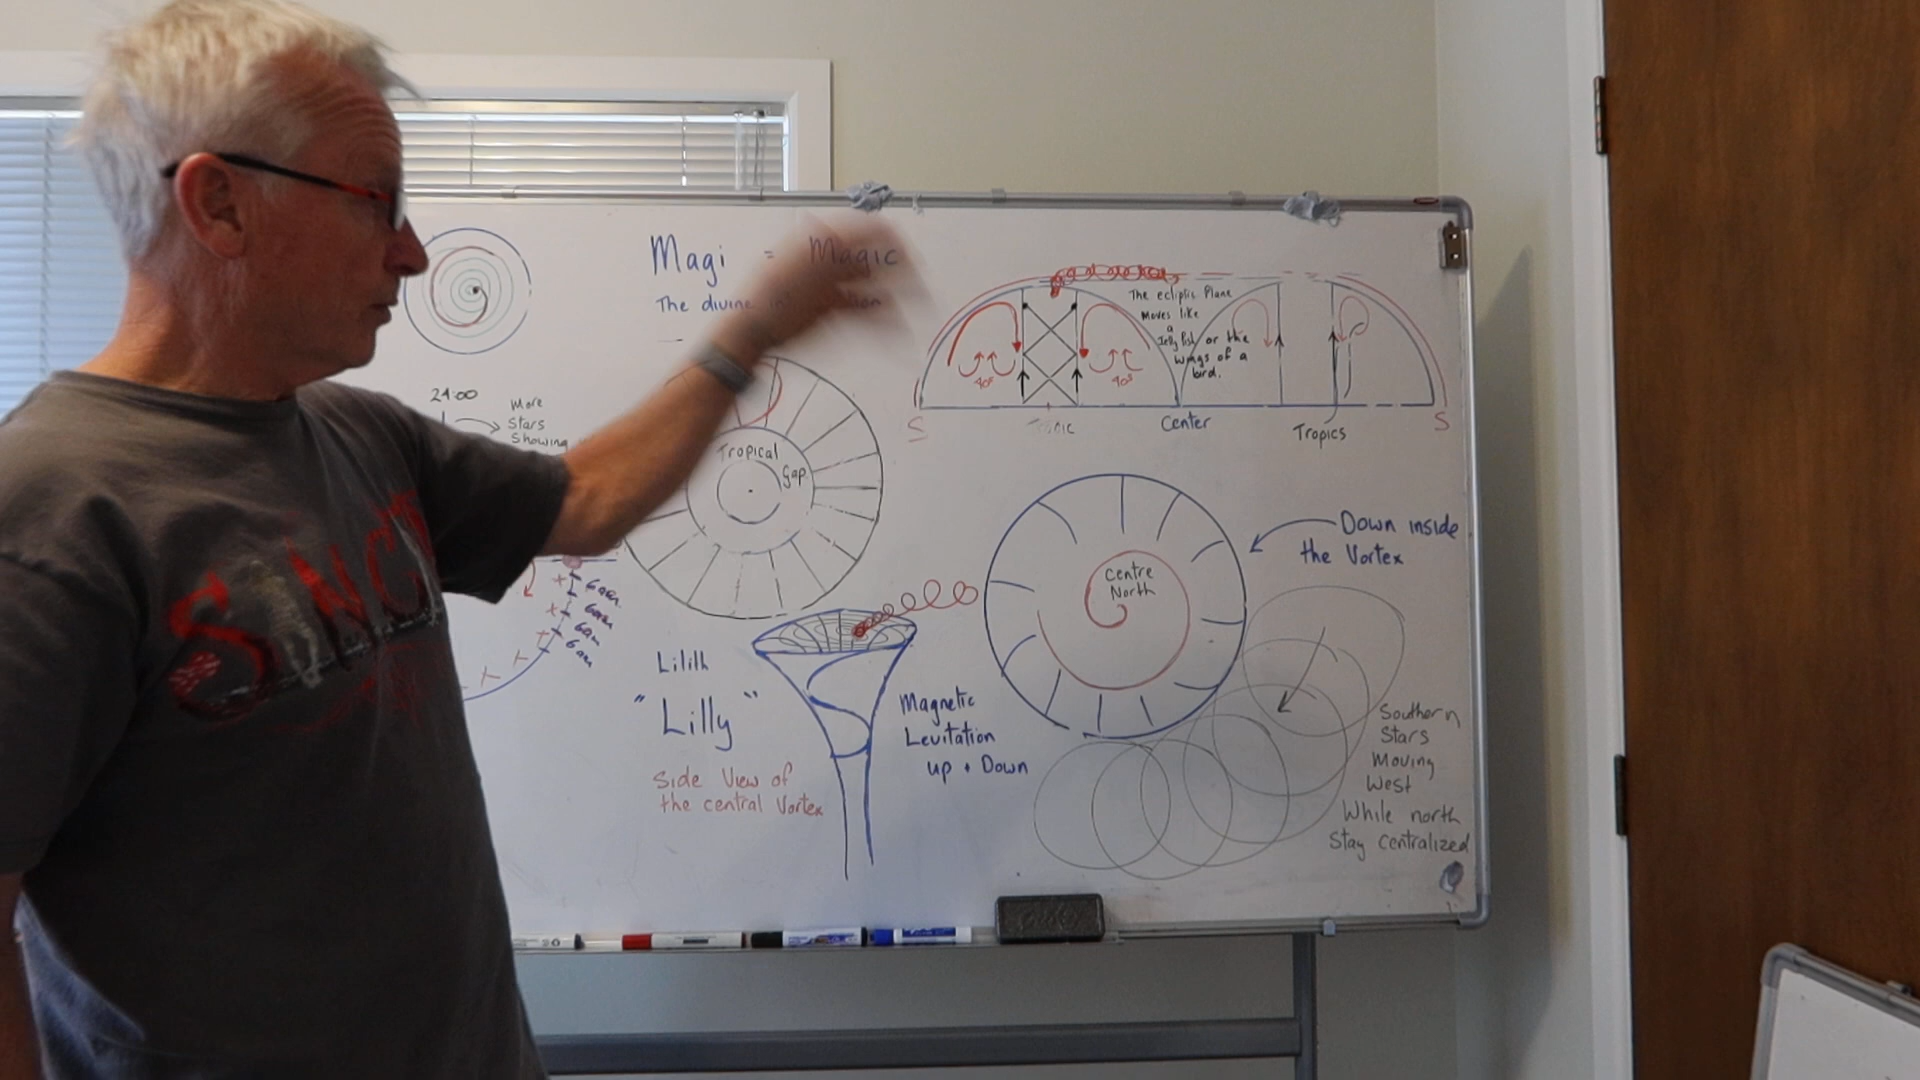 Magi = Magic
The divine
24:00
More
Stars
Showing
Tropical
Gap
6am
6am
6am
6am
The ecliptic Plane
Moves like
a
Jelly fish or the
wings of a
bird.
40°
40°
S
Center
Tropics
S
Down inside
the Vortex
Centre
North
Lilith
"Lilly"
Side View of
the central Vortex
Magnetic
Levitation
up + Down
Southern
Stars
Moving
West
While north
Stay centralized